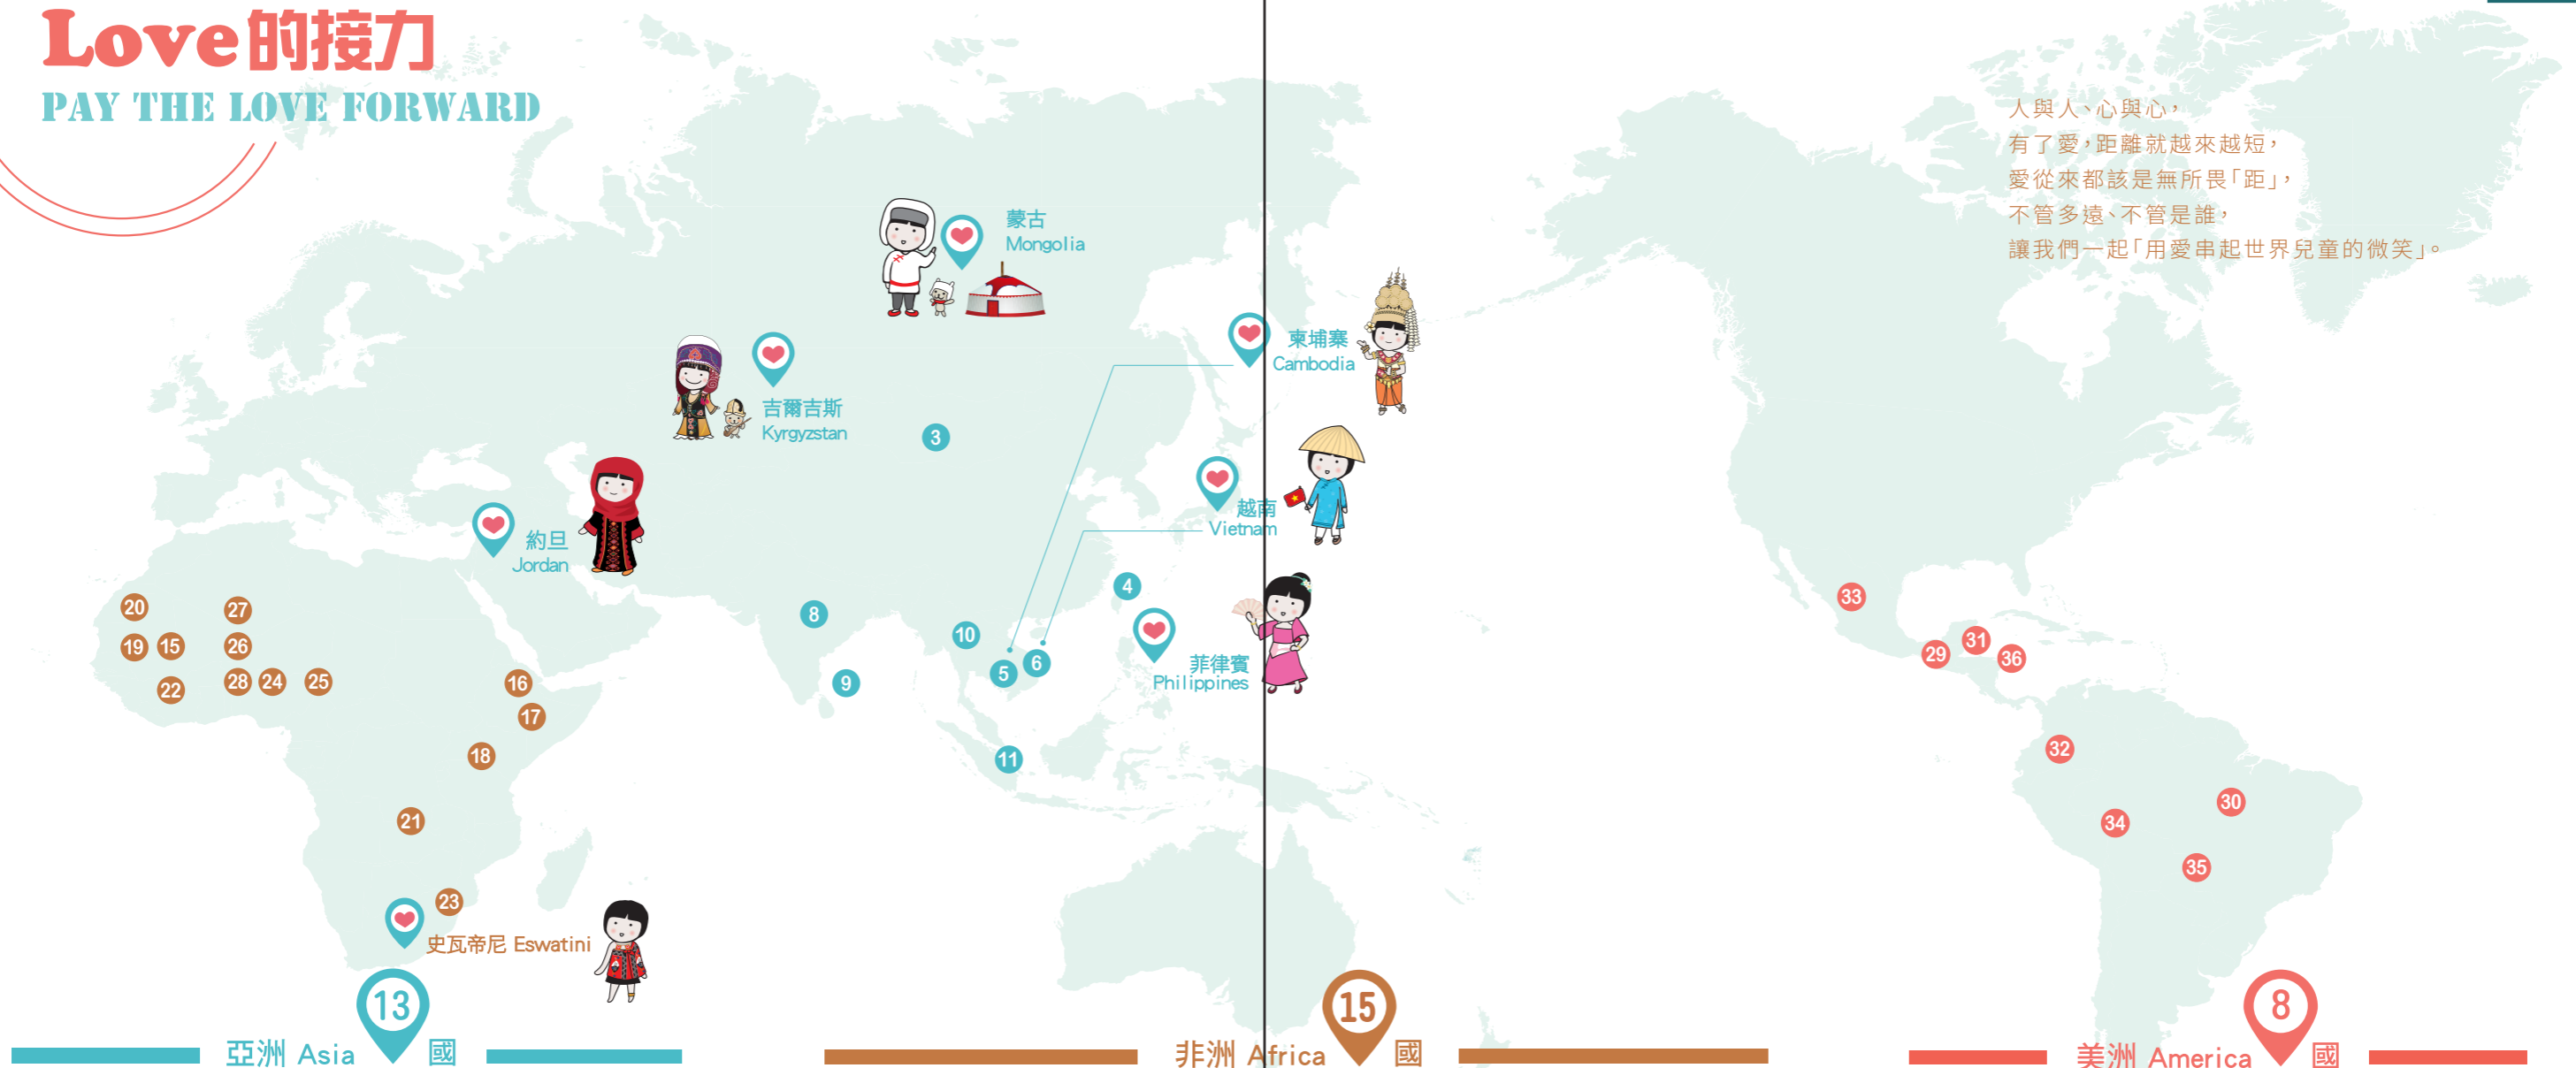 Love的接力
PAY THE LOVE FORWARD
人與人、心與心，
有了愛，距離就越來越短，
愛從來都該是無所畏「距」，
不管多遠、不管是誰，
讓我們一起「用愛串起世界兒童的微笑」。
蒙古
Mongolia
柬埔寨
Cambodia
吉爾吉斯
Kyrgyzstan
3
越南
Vietnam
約旦
Jordan
4
菲律賓
Philippines
20
27
8
19
15
26
10
5
6
22
28
24
25
16
9
17
18
11
21
23
史瓦帝尼 Eswatini
33
29
31
36
32
30
34
35
亞洲 Asia 13 國
非洲 Africa 15 國
美洲 America 8 國